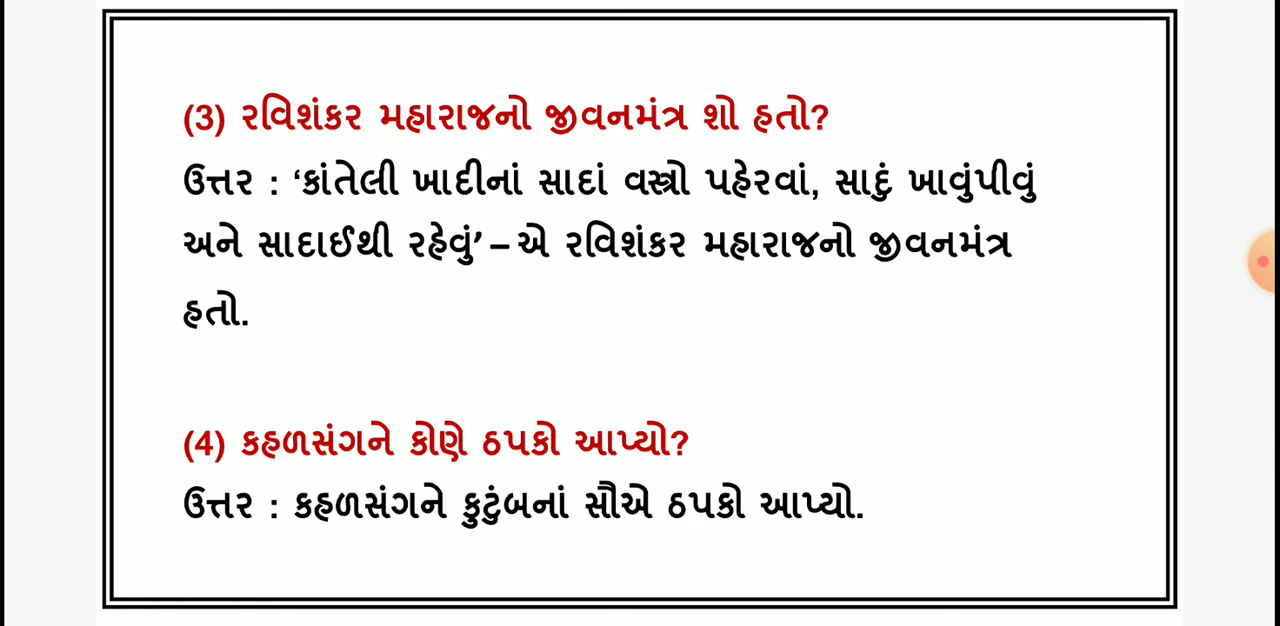 (3) રવિશંકર મહારાજનો જીવનમંત્ર શો હતો?
ઉત્તર : ‘કાંતેલી ખાદીનાં સાદાં વસ્ત્રો પહેરવાં, સાદું ખાવુંપીવું
અને સાદાઈથી રહેવું’ – એ રવિશંકર મહારાજનો જીવનમંત્ર
હતો.
(4) કહળસંગને કોણે ઠપકો આપ્યો?
ઉત્તર : કહળસંગને કુટુંબનાં સૌએ ઠપકો આપ્યો.